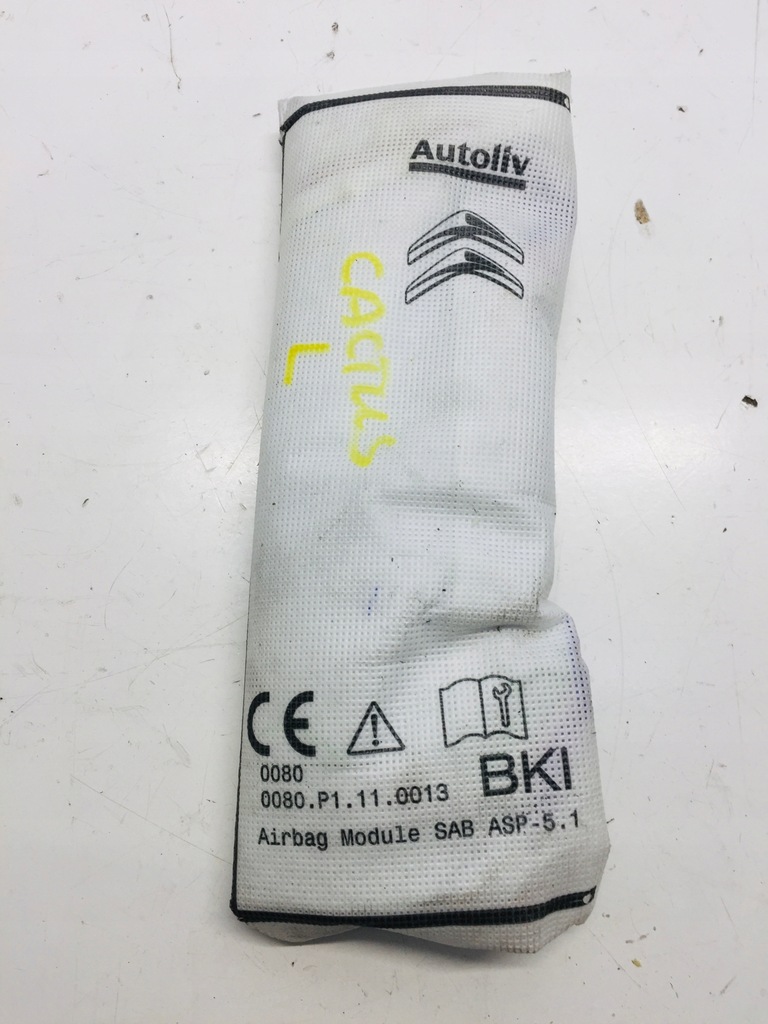 Autoliv
CACTUS
L
CE
0080
0080.P1.11.0013
BKI
Airbag Module SAB ASP-5.1